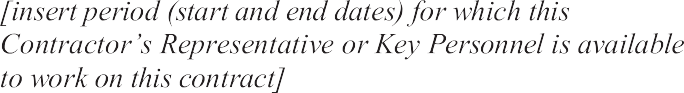 [insert period (start and end dates) for which this
Contractor's Representative or Key Personnel is available
to work on this contract]